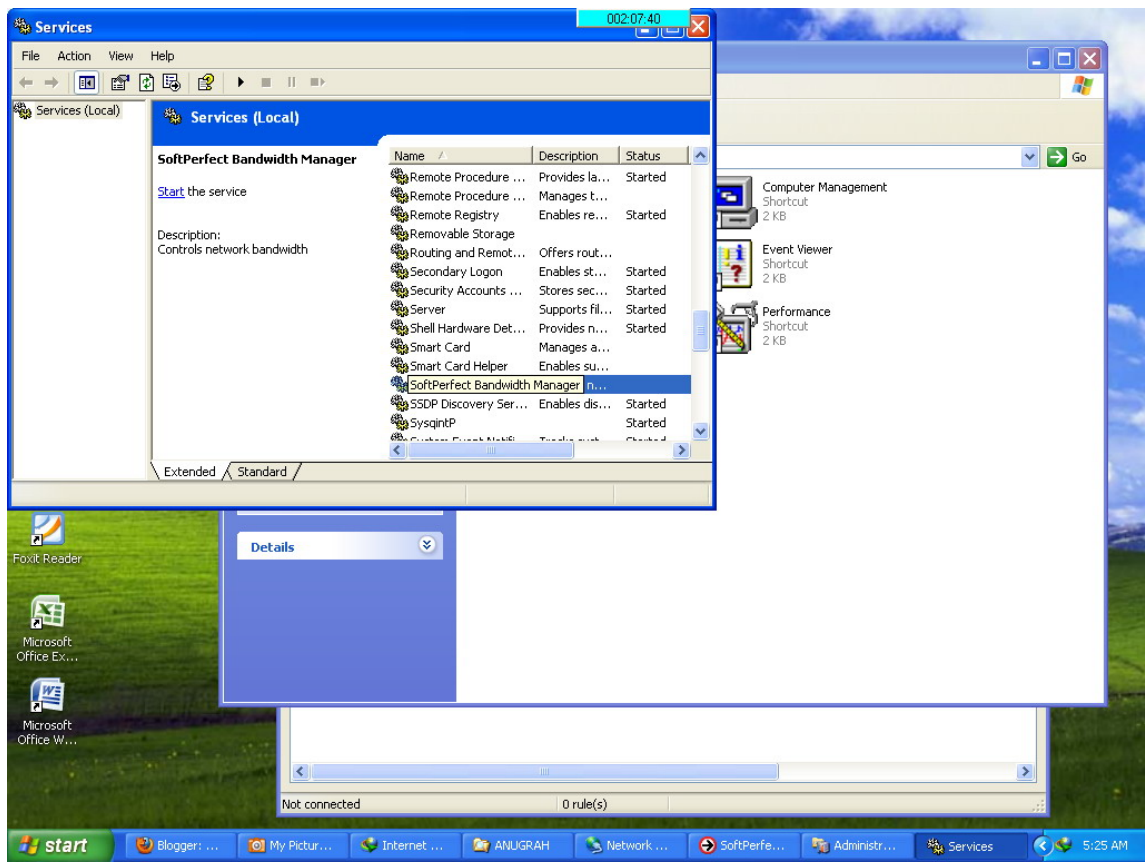 Services
002:07:40
File Action View Help
Services (Local)
Services (Local)
SoftPerfect Bandwidth Manager
Start the service
Description:
Controls network bandwidth
Name Description Status
Remote Procedure ... Provides la... Started
Remote Procedure ... Manages t...
Remote Registry Enables re... Started
Removable Storage
Routing and Remot... Offers rout...
Secondary Logon Enables st... Started
Security Accounts ... Stores sec... Started
Server Supports fil... Started
Shell Hardware Det... Provides n... Started
Smart Card Manages a...
Smart Card Helper Enables su...
SoftPerfect Bandwidth Manager n...
SSDP Discovery Ser... Enables dis... Started
SysqintP Started
Extended Standard
Go
Computer Management
Shortcut
2 KB
Event Viewer
Shortcut
2 KB
Performance
Shortcut
2 KB
Details
Foxit Reader
Microsoft
Office Ex...
Microsoft
Office W...
Not connected 0 rule(s)
start Blogger: ... My Pictur... Internet ... ANUGRAH Network ... SoftPerfe... Administr... Services 5:25 AM